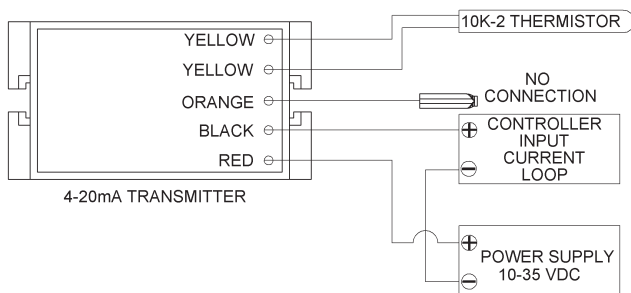 YELLOW
YELLOW
ORANGE
BLACK
RED
4-20mA TRANSMITTER
10K-2 THERMISTOR
NO
CONNECTION
+
CONTROLLER
INPUT
CURRENT
LOOP
−
+
POWER SUPPLY
10-35 VDC
−